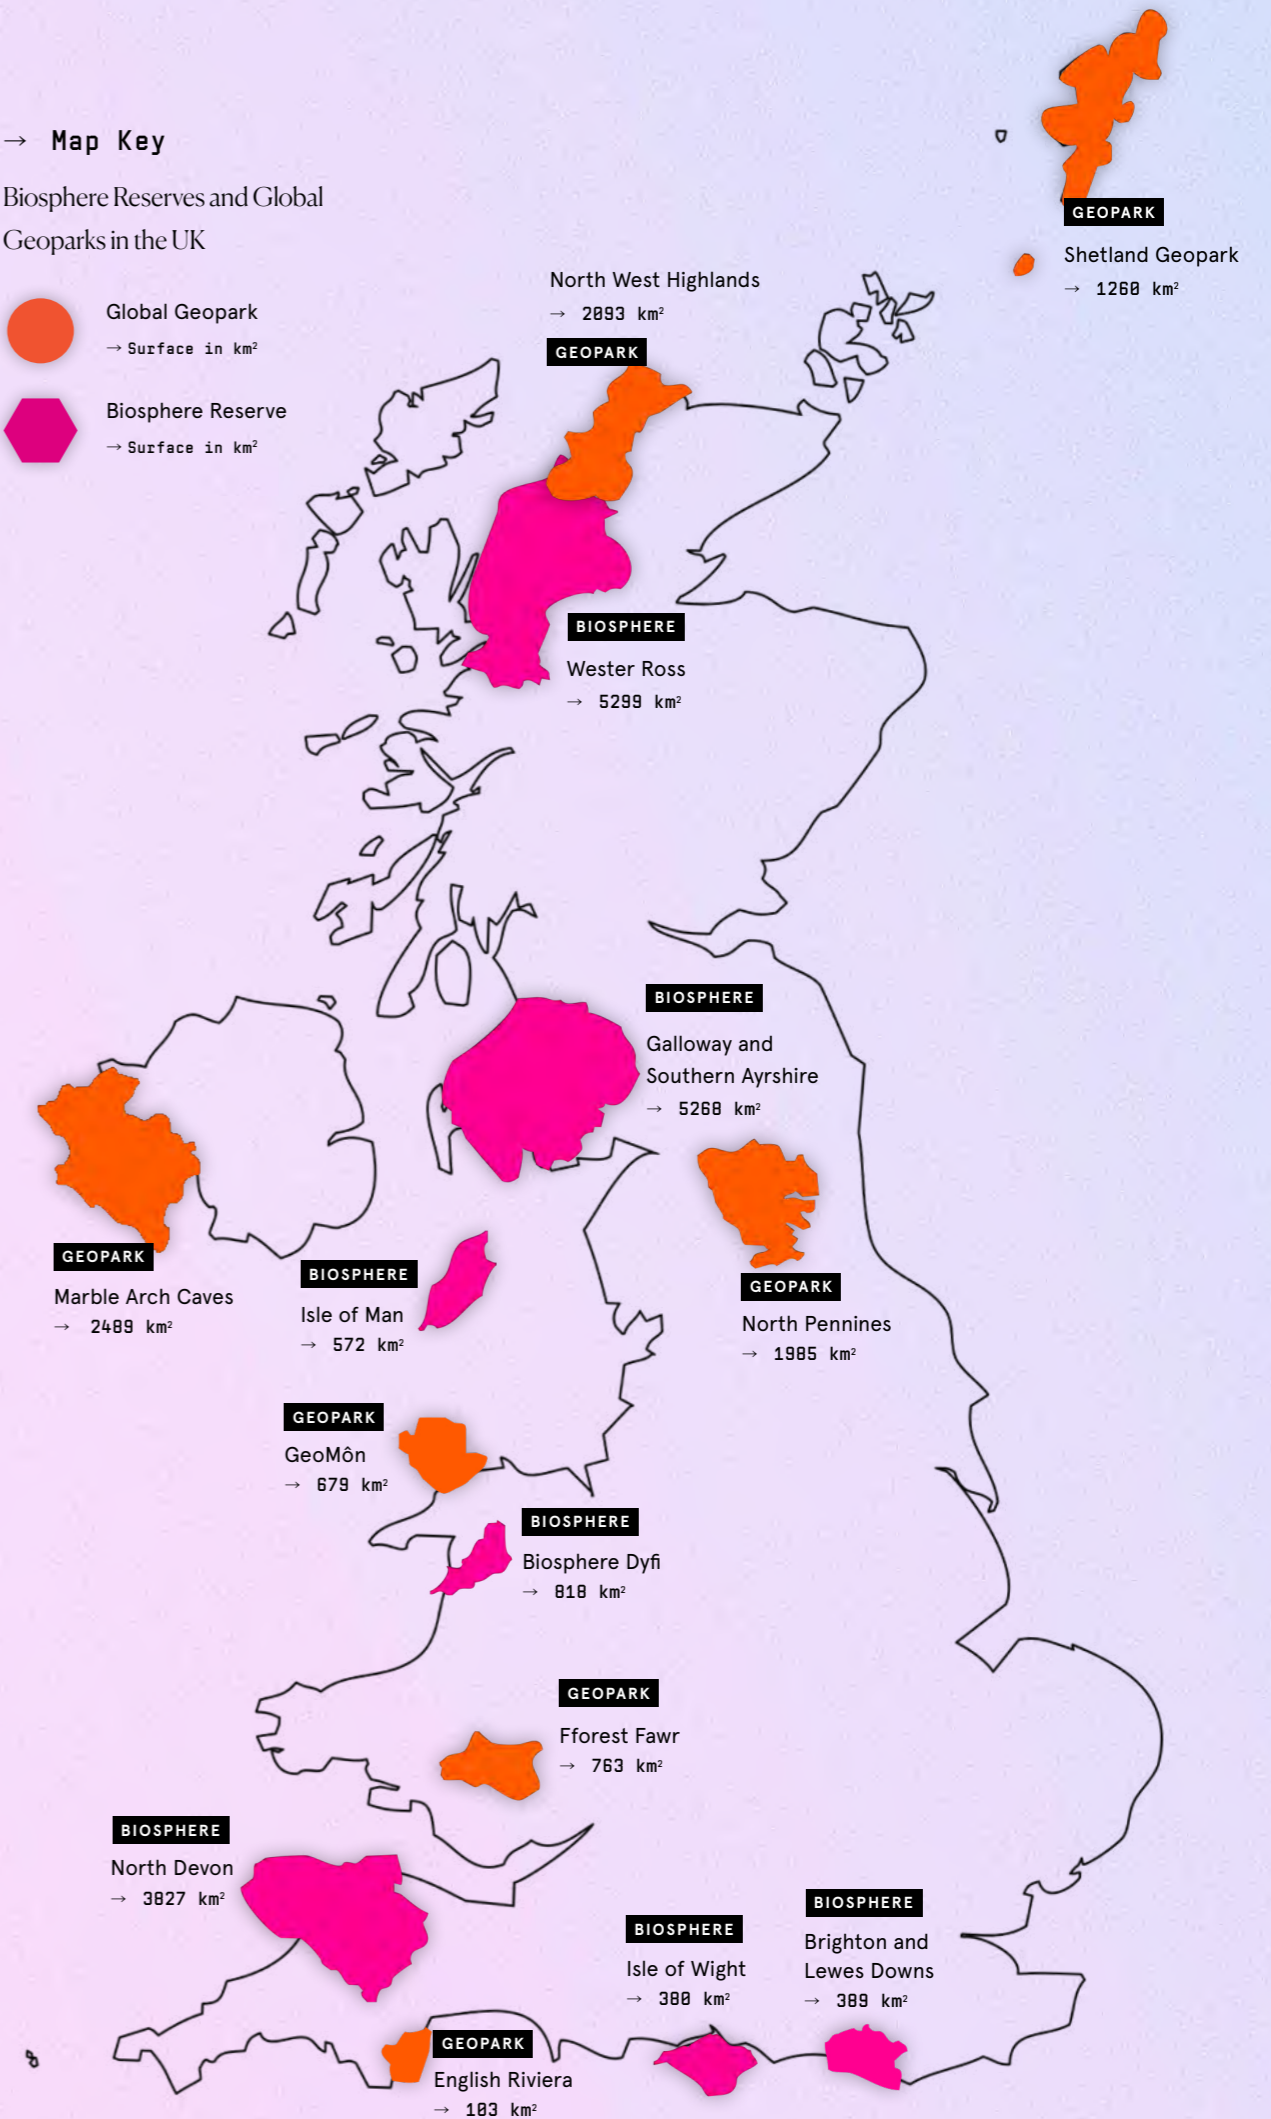 → Map Key
Biosphere Reserves and Global
Geoparks in the UK
Global Geopark
→ Surface in km²
Biosphere Reserve
→ Surface in km²
GEOPARK
Shetland Geopark
→ 1260 km²
North West Highlands
→ 2093 km²
GEOPARK
BIOSPHERE
Wester Ross
→ 5299 km²
BIOSPHERE
Galloway and
Southern Ayrshire
→ 5268 km²
GEOPARK
Marble Arch Caves
→ 2489 km²
BIOSPHERE
Isle of Man
→ 572 km²
GEOPARK
North Pennines
→ 1985 km²
GEOPARK
GeoMôn
→ 679 km²
BIOSPHERE
Biosphere Dyfi
→ 818 km²
GEOPARK
Fforest Fawr
→ 763 km²
BIOSPHERE
North Devon
→ 3827 km²
BIOSPHERE
Isle of Wight
→ 380 km²
BIOSPHERE
Brighton and
Lewes Downs
→ 389 km²
GEOPARK
English Riviera
→ 103 km²